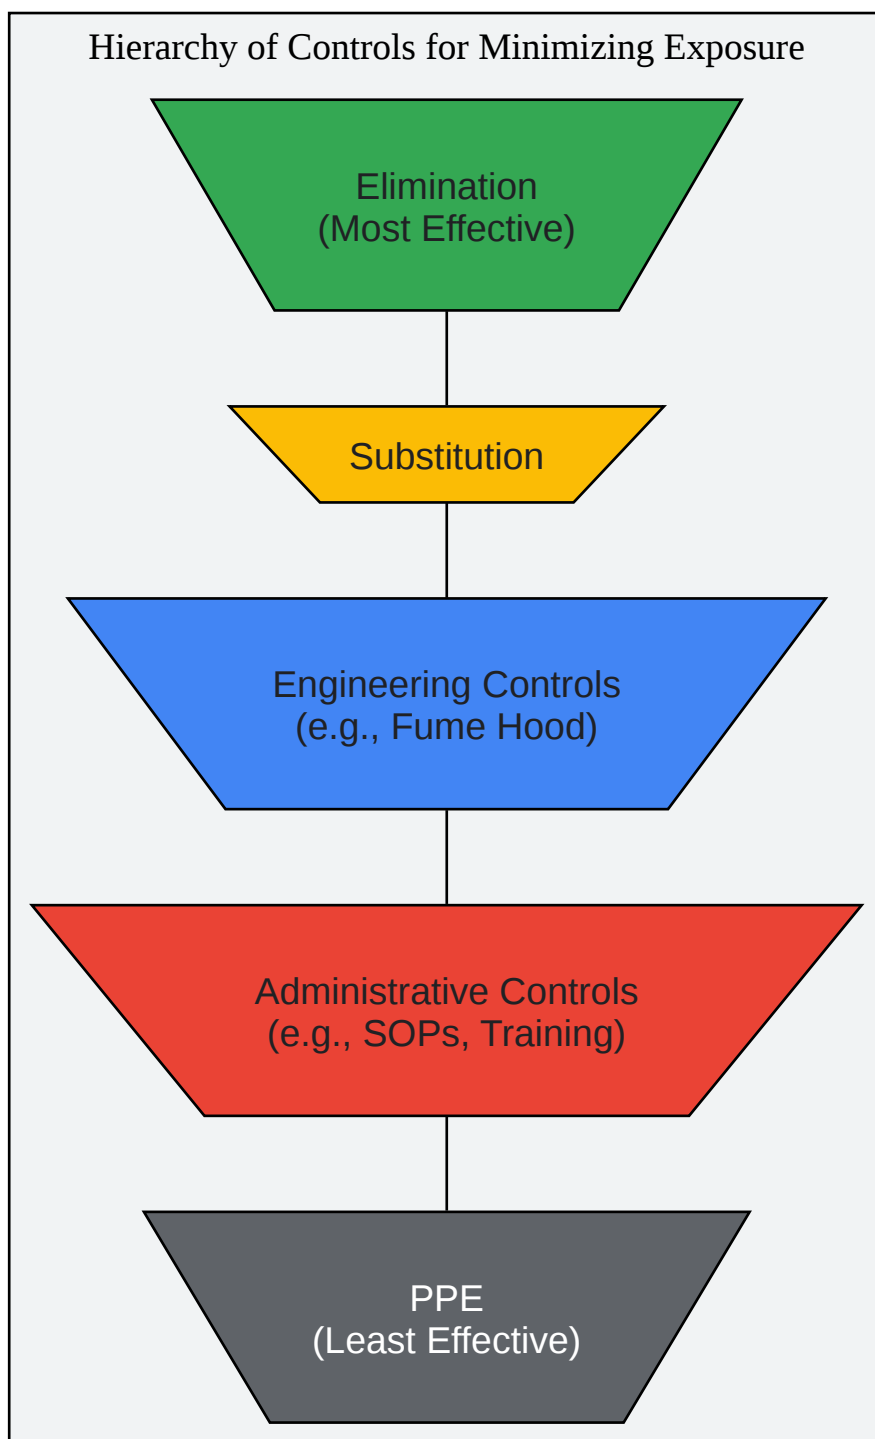 Hierarchy of Controls for Minimizing Exposure
Elimination
(Most Effective)
Substitution
Engineering Controls
(e.g., Fume Hood)
Administrative Controls
(e.g., SOPs, Training)
PPE
(Least Effective)